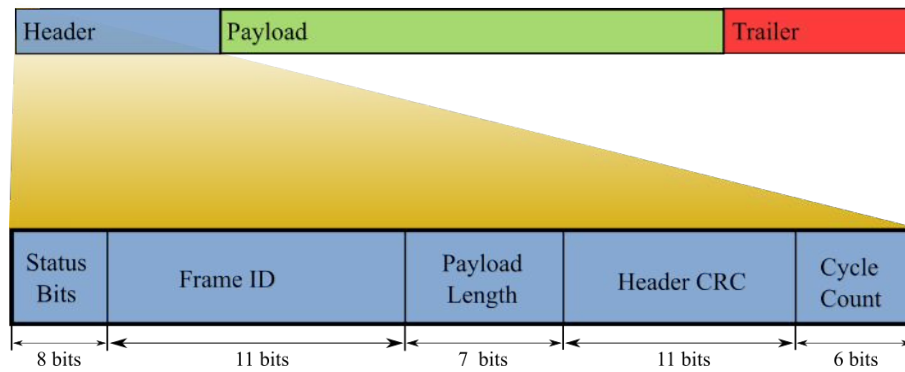 Header Payload Trailer
Status Bits Frame ID Payload Length Header CRC Cycle Count
8 bits 11 bits 7 bits 11 bits 6 bits